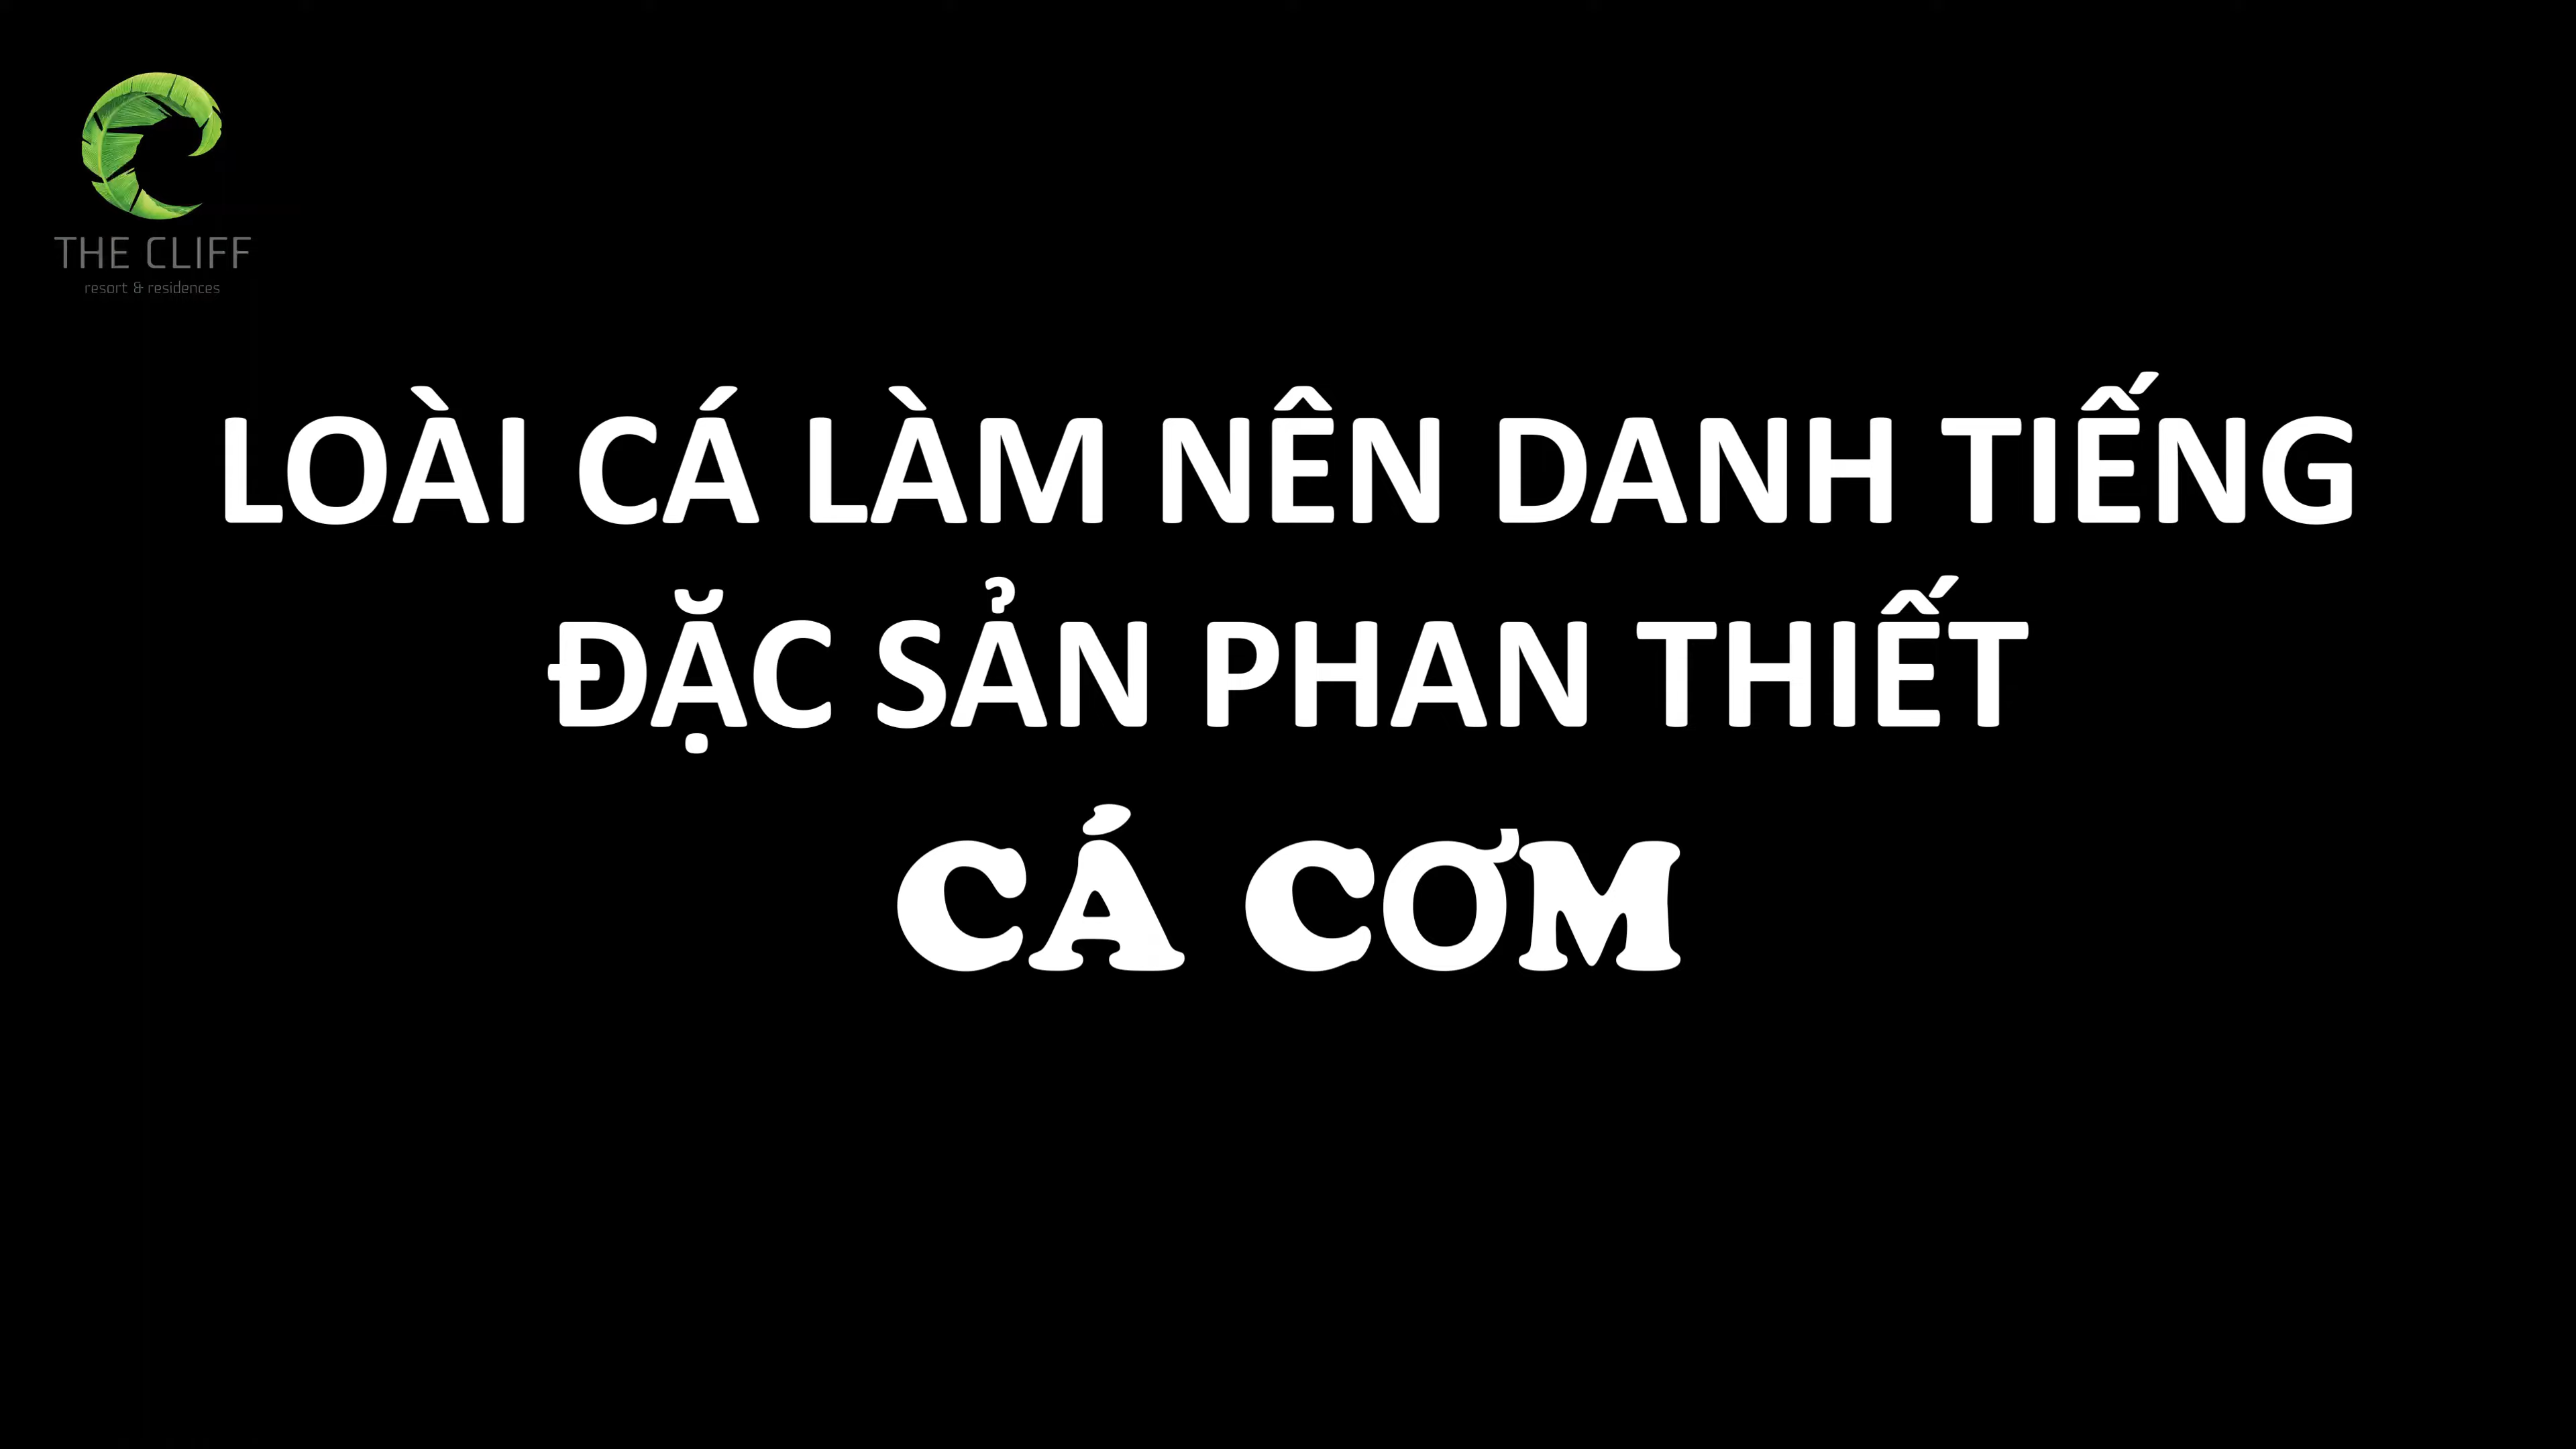 THE CLIFF
resort & residences
LOÀI CÁ LÀM NÊN DANH TIẾNG
ĐẶC SẢN PHAN THIẾT
CÁ CƠM